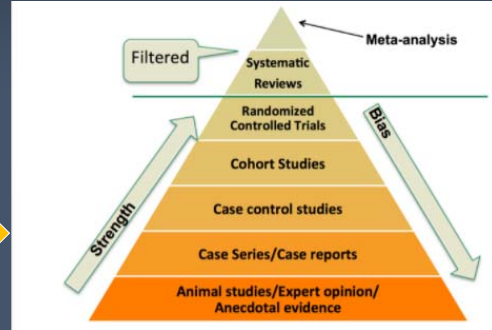 Meta-analysis
Filtered
Systematic
Reviews
Randomized
Controlled Trials
Bias
Cohort Studies
Case control studies
Strength
Case Series/Case reports
Animal studies/Expert opinion/
Anecdotal evidence